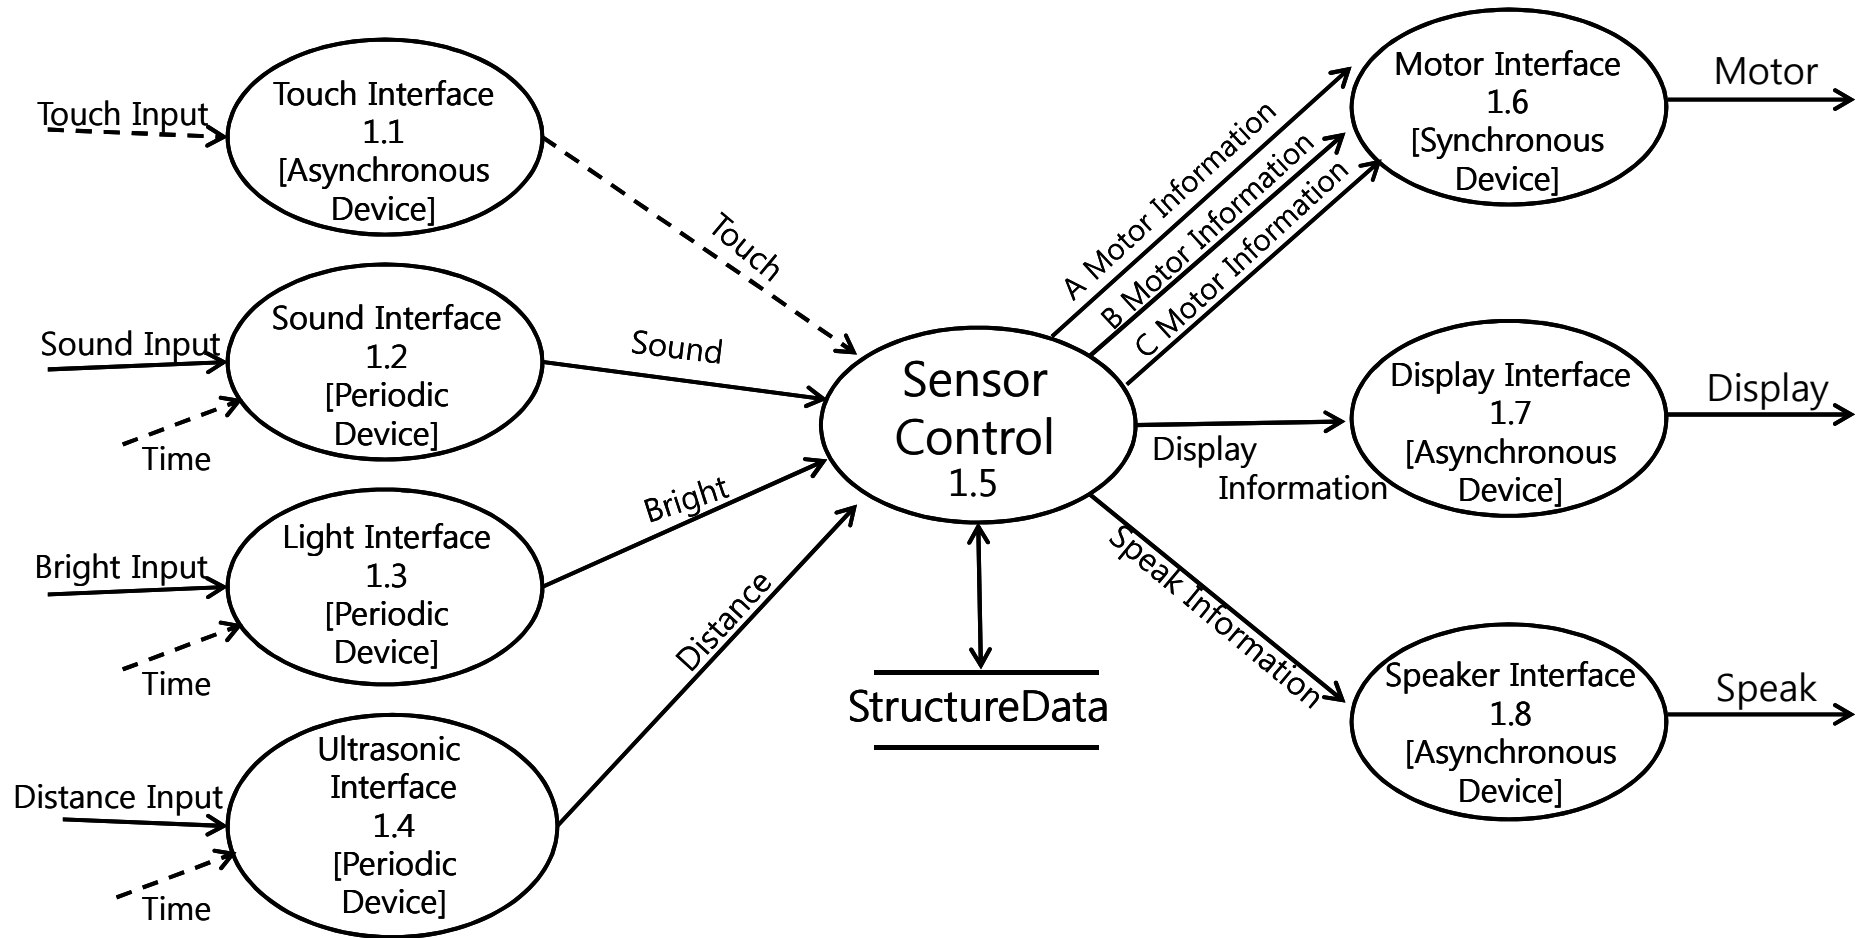 Touch Input
Touch Interface
1.1
[Asynchronous
Device]
Touch
Sound Input
Time
Sound Interface
1.2
[Periodic
Device]
Sound
Bright Input
Time
Light Interface
1.3
[Periodic
Device]
Bright
Distance Input
Time
Ultrasonic
Interface
1.4
[Periodic
Device]
Distance
Sensor
Control
1.5
StructureData
A Motor Information
B Motor Information
C Motor Information
Motor Interface
1.6
[Synchronous
Device]
Motor
Display
Information
Display Interface
1.7
[Asynchronous
Device]
Display
Speak Information
Speaker Interface
1.8
[Asynchronous
Device]
Speak